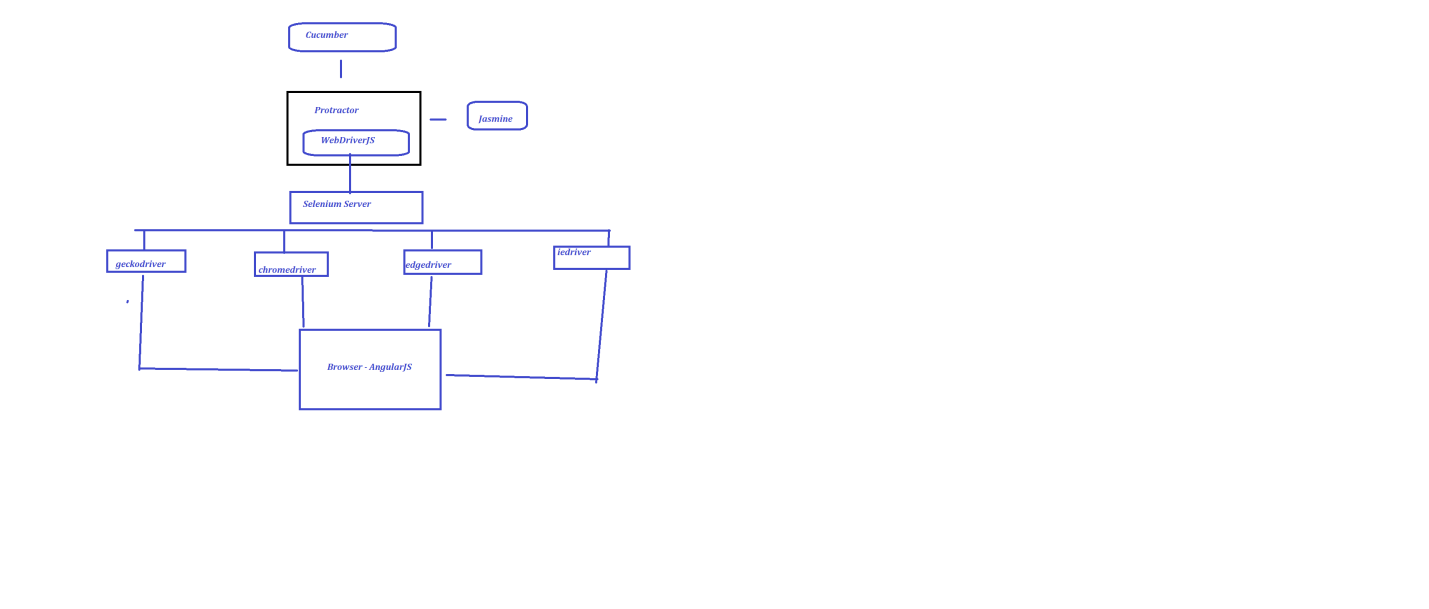 Cucumber
Protractor
Jasmine
WebDriverJS
Selenium Server
geckodriver
chromedriver
edgedriver
iedriver
Browser - AngularJS